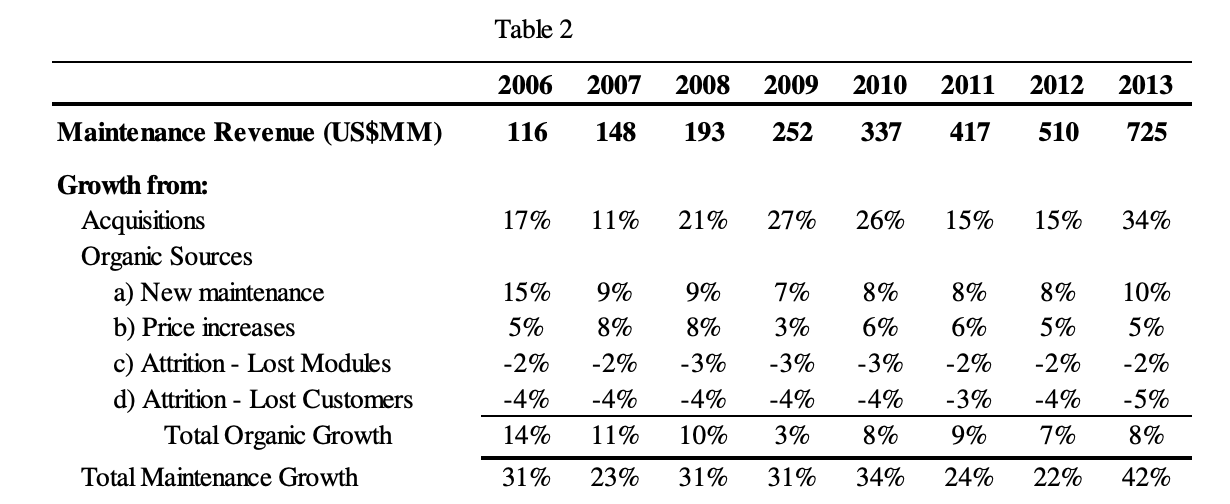 Table 2
2006 2007 2008 2009 2010 2011 2012 2013
Maintenance Revenue (US$MM) 116 148 193 252 337 417 510 725
Growth from:
Acquisitions 17% 11% 21% 27% 26% 15% 15% 34%
Organic Sources
a) New maintenance 15% 9% 9% 7% 8% 8% 8% 10%
b) Price increases 5% 8% 8% 3% 6% 6% 5% 5%
c) Attrition - Lost Modules -2% -2% -3% -3% -3% -2% -2% -2%
d) Attrition - Lost Customers -4% -4% -4% -4% -4% -3% -4% -5%
Total Organic Growth 14% 11% 10% 3% 8% 9% 7% 8%
Total Maintenance Growth 31% 23% 31% 31% 34% 24% 22% 42%